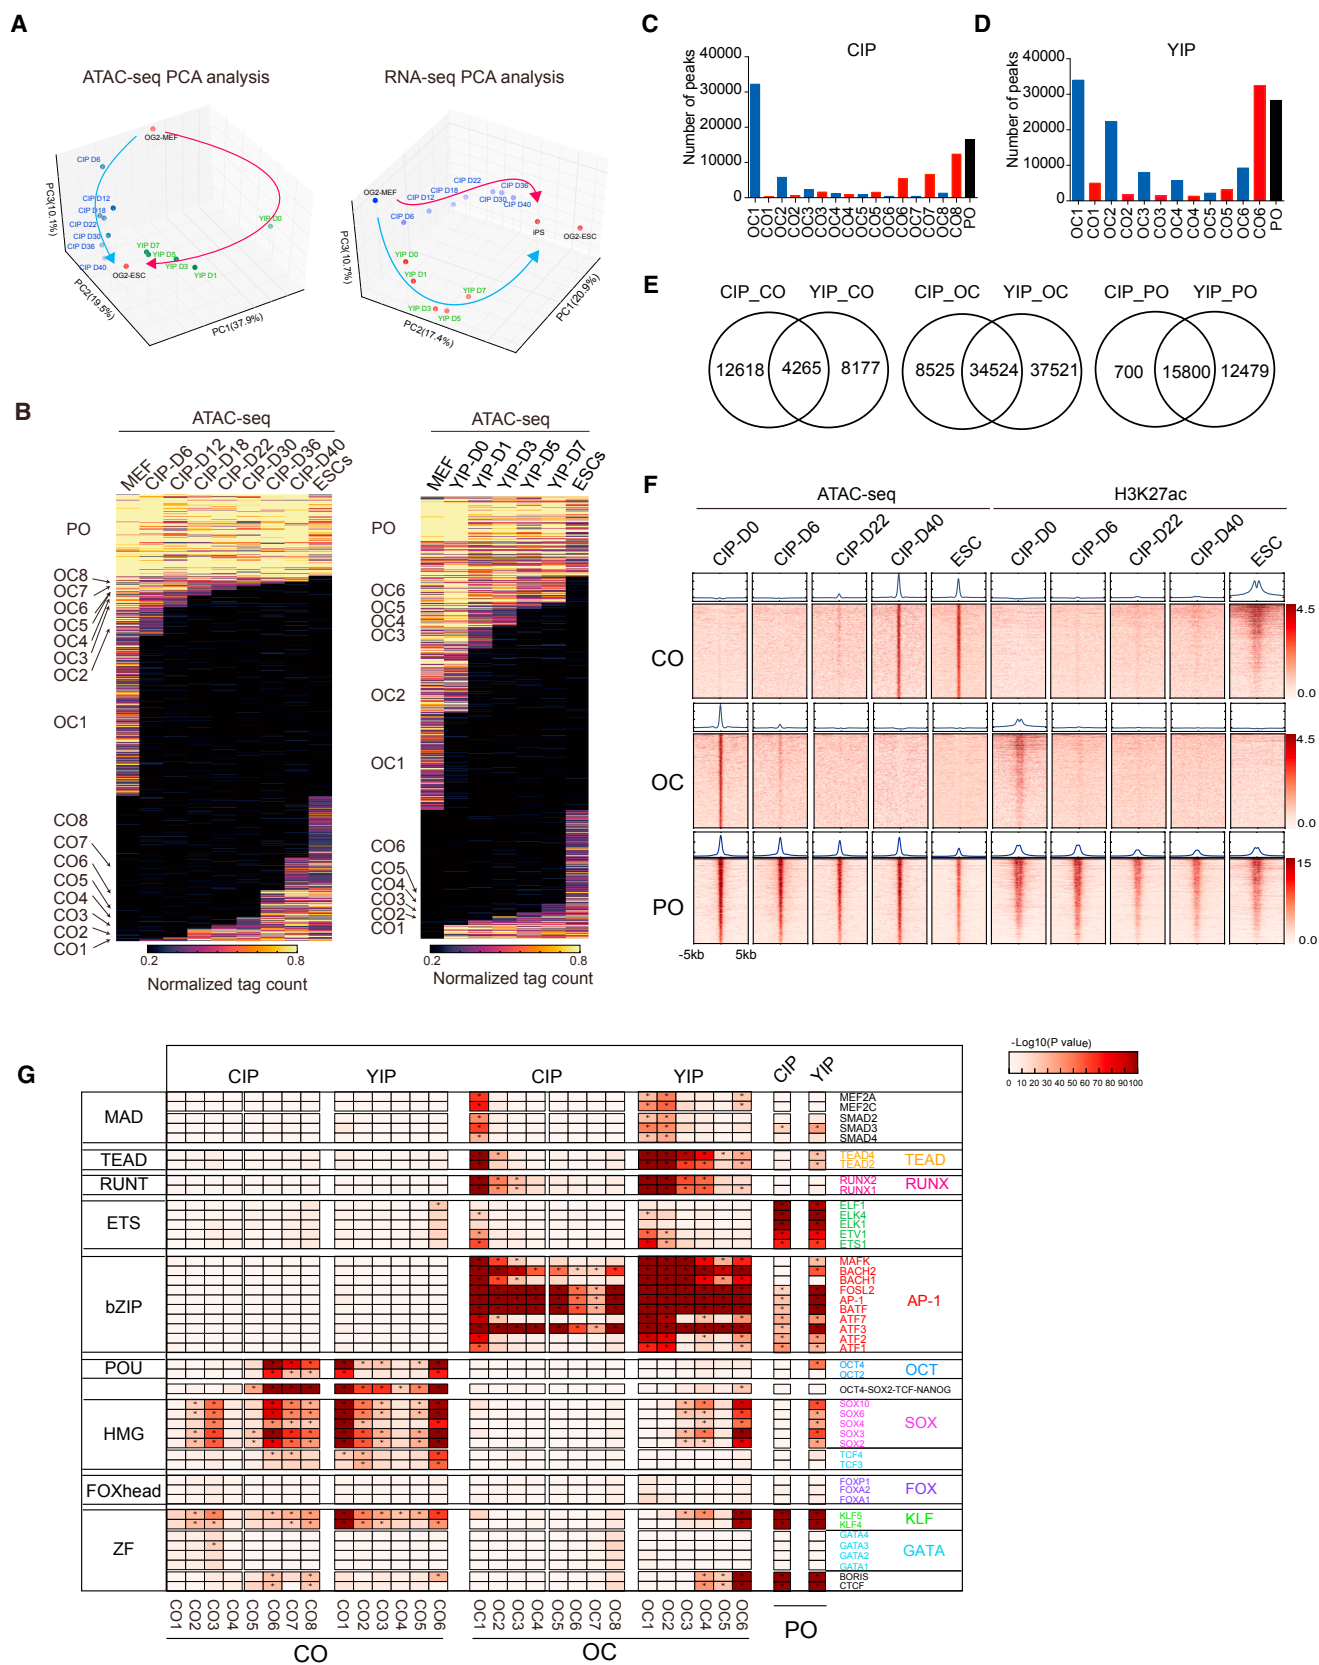 A
ATAC-seq PCA analysis
OG2-MEF
CIP D6
CIP D12
CIP D18
CIP D22
CIP D30
CIP D36
CIP D40
YIP D0
YIP D7
YIP D5
YIP D3
YIP D1
OG2-ESC
PC3(10.1%)
PC2(19.5%)
PC1(37.9%)
RNA-seq PCA analysis
OG2-MEF
CIP D6
CIP D12
CIP D18
CIP D22
CIP D30
CIP D36
CIP D40
iPS
OG2-ESC
YIP D0
YIP D1
YIP D3
YIP D5
YIP D7
PC3(10.7%)
PC2(17.4%)
PC1(20.9%)
B
ATAC-seq
MEF
CIP-D6
CIP-D12
CIP-D18
CIP-D22
CIP-D30
CIP-D36
CIP-D40
ESCs
PO
OC8
OC7
OC6
OC5
OC4
OC3
OC2
OC1
CO8
CO7
CO6
CO5
CO4
CO3
CO2
CO1
0.2 0.8
Normalized tag count
ATAC-seq
MEF
YIP-D0
YIP-D1
YIP-D3
YIP-D5
YIP-D7
ESCs
PO
OC6
OC5
OC4
OC3
OC2
OC1
CO6
CO5
CO4
CO3
CO2
CO1
0.2 0.8
Normalized tag count
C
CIP
Number of peaks
40000
30000
20000
10000
0
OC1 CO1 OC2 CO2 OC3 CO3 OC4 CO4 OC5 CO5 OC6 CO6 OC7 CO7 OC8 CO8 PO
D
YIP
Number of peaks
40000
30000
20000
10000
0
OC1 CO1 OC2 CO2 OC3 CO3 OC4 CO4 OC5 CO5 OC6 CO6 PO
E
CIP_CO YIP_CO CIP_OC YIP_OC CIP_PO YIP_PO
12618 4265 8177 8525 34524 37521 700 15800 12479
F
ATAC-seq H3K27ac
CIP-D0 CIP-D6 CIP-D22 CIP-D40 ESC CIP-D0 CIP-D6 CIP-D22 CIP-D40 ESC
CO
4.5
0.0
OC
4.5
0.0
PO
15
0.0
-5kb 5kb
G
-Log10(P value)
0 10 20 30 40 50 60 70 80 90 100
CIP YIP CIP YIP CIP YIP
MAD
MEF2A
MEF2C
SMAD2
SMAD3
SMAD4
TEAD
TEAD4
TEAD2
TEAD
RUNT
RUNX2
RUNX1
RUNX
ETS
ELF1
ELK4
ELK1
ETV1
ETS1
bZIP
MAFK
BACH2
BACH1
FOSL2
AP-1
BATF
ATF7
ATF3
ATF2
ATF1
AP-1
POU
OCT4
OCT2
OCT
OCT4-SOX2-TCF-NANOG
HMG
SOX10
SOX6
SOX4
SOX3
SOX2
SOX
TCF4
TCF3
FOXhead
FOXP1
FOXA2
FOXA1
FOX
ZF
KLF5
KLF4
KLF
GATA4
GATA3
GATA2
GATA1
GATA
BORIS
CTCF
CO1 CO2 CO3 CO4 CO5 CO6 CO7 CO8 CO1 CO2 CO3 CO4 CO5 CO6 OC1 OC2 OC3 OC4 OC5 OC6 OC7 OC8 OC1 OC2 OC3 OC4 OC5 OC6
CO OC PO